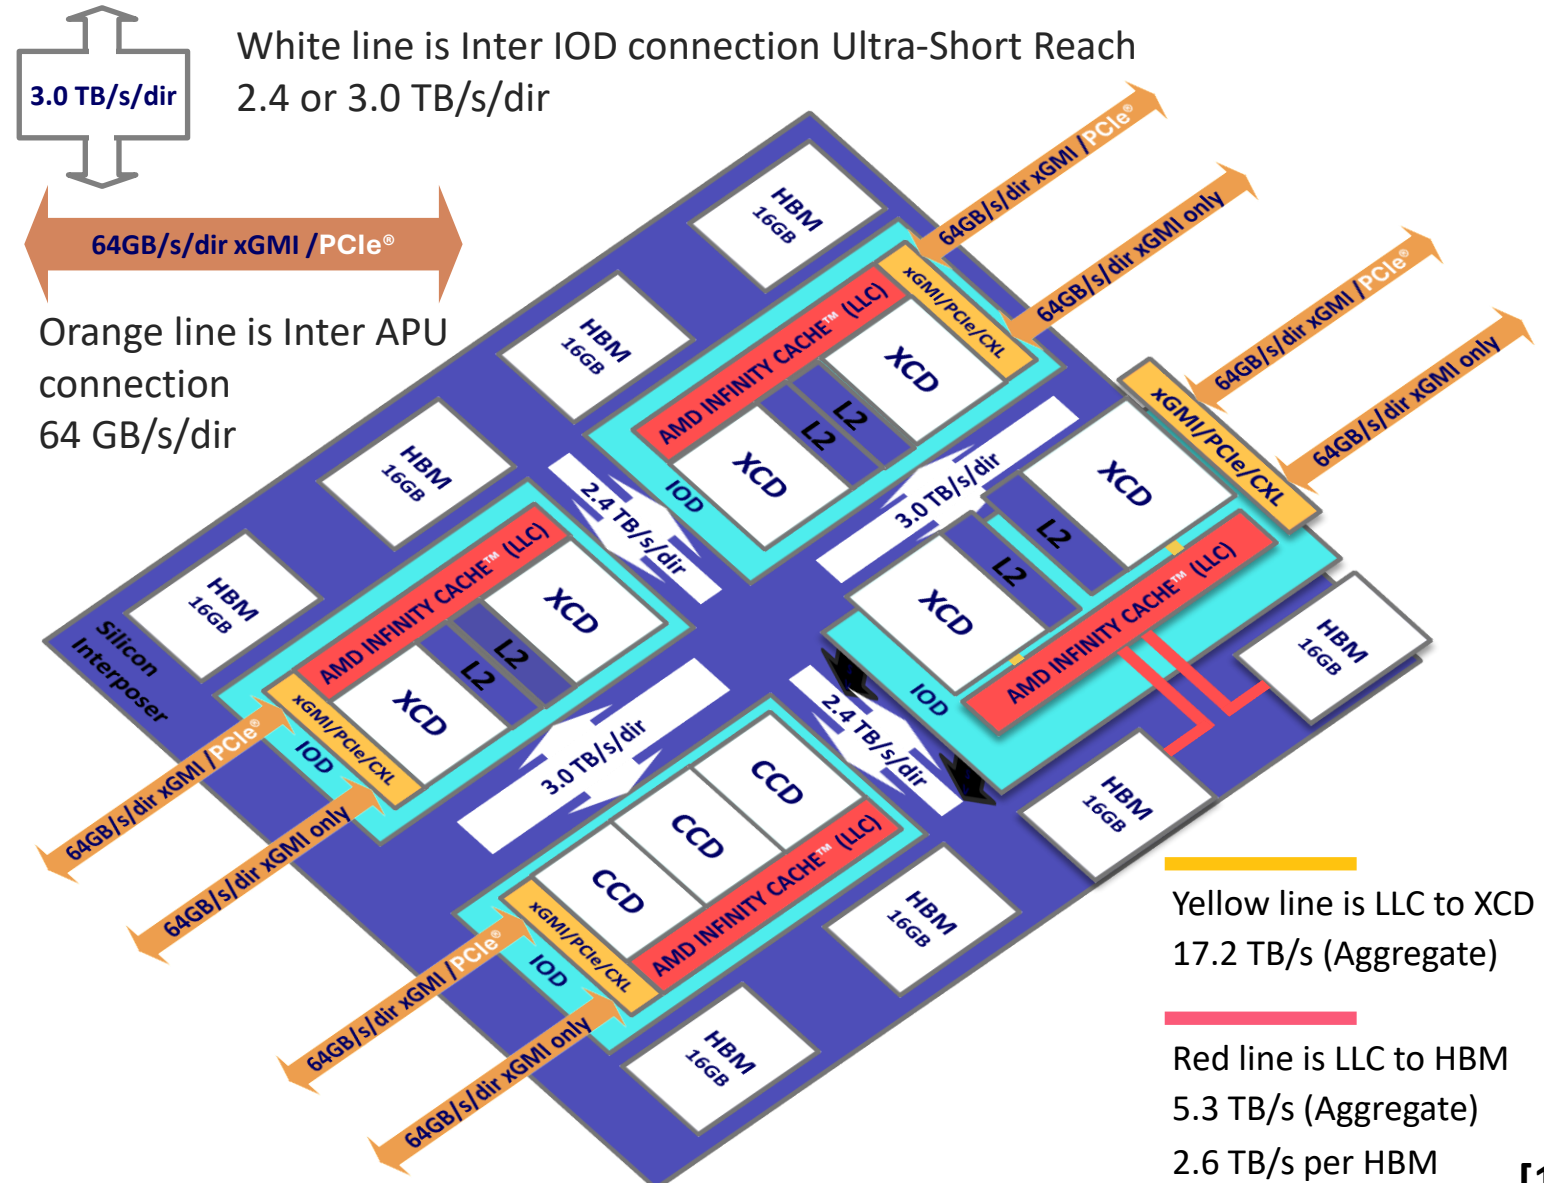 3.0 TB/s/dir
White line is Inter IOD connection Ultra-Short Reach
2.4 or 3.0 TB/s/dir
64GB/s/dir xGMI /PCIe®
Orange line is Inter APU
connection
64 GB/s/dir
HBM
16GB
HBM
16GB
HBM
16GB
HBM
16GB
Silicon
Interposer
64GB/s/dir xGMI /PCIe®
64GB/s/dir xGMI only
xGMI/PCIe/CXL
AMD INFINITY CACHE™ (LLC)
XCD
L2
L2
XCD
IOD
64GB/s/dir xGMI /PCIe®
64GB/s/dir xGMI only
xGMI/PCIe/CXL
XCD
L2
L2
XCD
AMD INFINITY CACHE™ (LLC)
IOD
2.4 TB/s/dir
3.0 TB/s/dir
AMD INFINITY CACHE™ (LLC)
XCD
L2
L2
XCD
xGMI/PCIe/CXL
IOD
64GB/s/dir xGMI /PCIe®
64GB/s/dir xGMI only
3.0 TB/s/dir
2.4 TB/s/dir
CCD
CCD
CCD
AMD INFINITY CACHE™ (LLC)
xGMI/PCIe/CXL
IOD
64GB/s/dir xGMI /PCIe®
64GB/s/dir xGMI only
HBM
16GB
HBM
16GB
HBM
16GB
HBM
16GB
Yellow line is LLC to XCD
17.2 TB/s (Aggregate)
Red line is LLC to HBM
5.3 TB/s (Aggregate)
2.6 TB/s per HBM